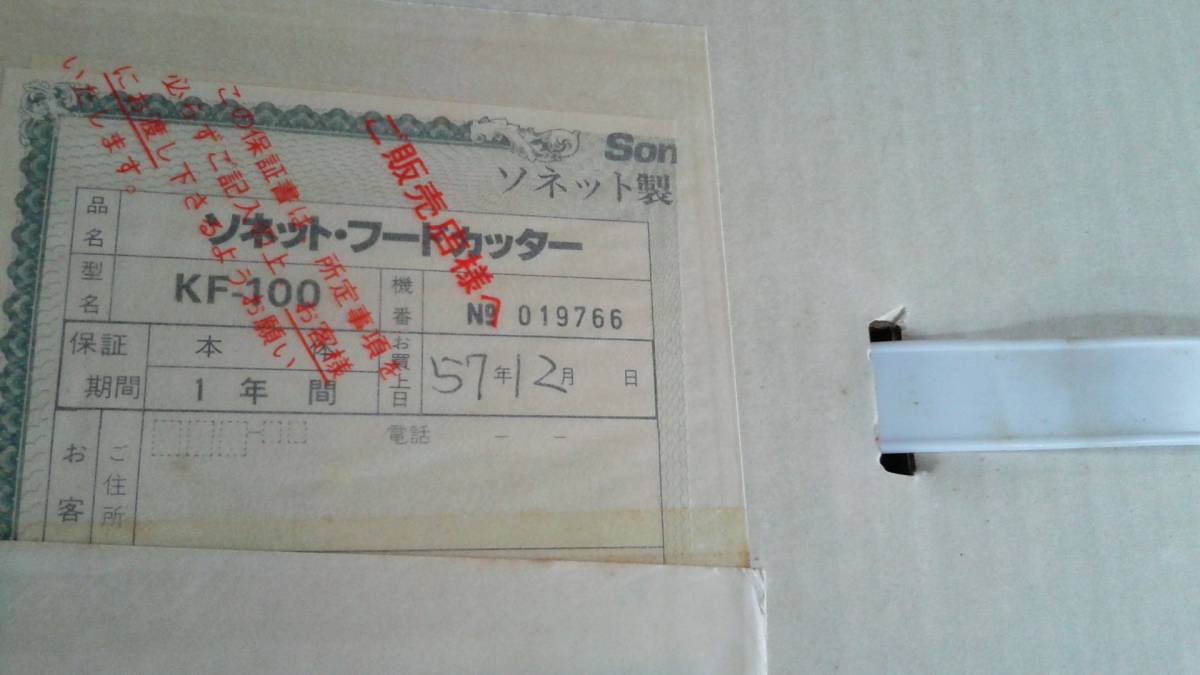 ご販売店様へ
この保証書は、所定事項を
必らずご記入の上、お客様
にお渡し下さるようお願い
いたします。
Son
ソネット製
品名 ソネット・フードカッター
型名 KF-100 機番 № 019766
保証期間 本体 1年間 お買上日 57年12月 日
お客 ご住所 電話 － －